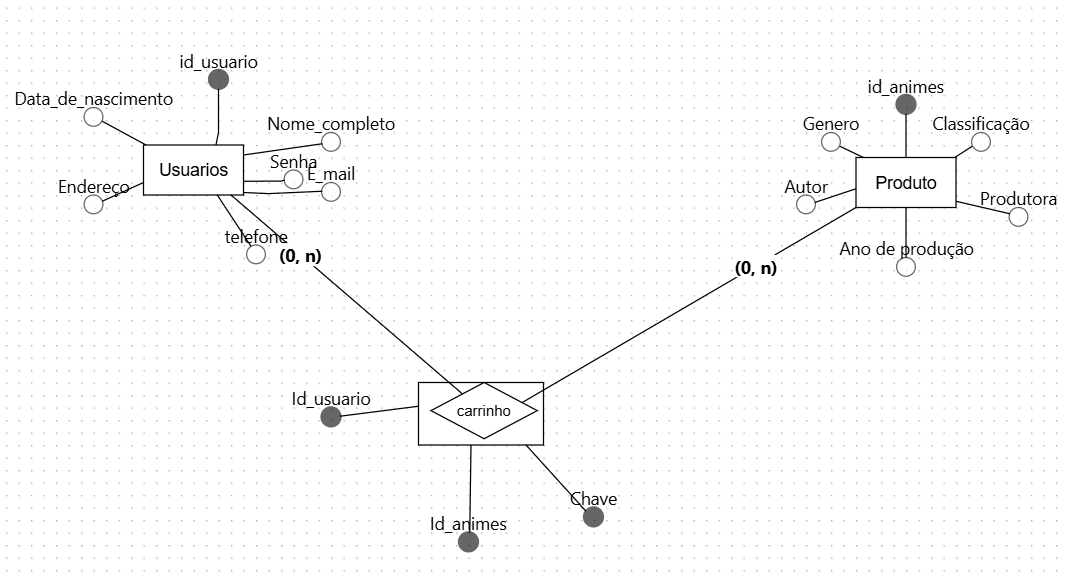 id_usuario
Data_de_nascimento
Nome_completo
Senha
E_mail
Usuarios
Endereço
telefone
(0, n)
id_animes
Genero
Classificação
Produto
Autor
Produtora
Ano de produção
(0, n)
Id_usuario
carrinho
Chave
Id_animes